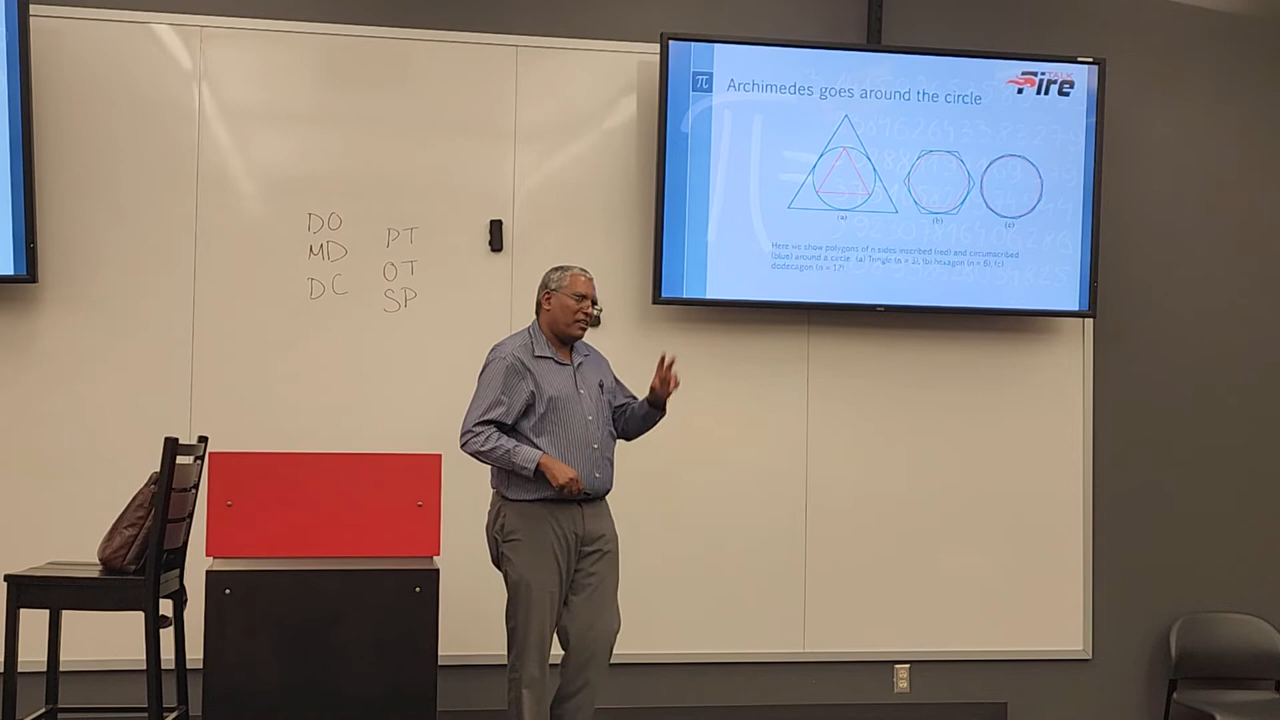 DO
MD
DC
PT
OT
SP
π
Archimedes goes around the circle
TALK
Fire
(a)
(b)
(c)
Here we show polygons of n sides inscribed (red) and circumscribed
(blue) around a circle. (a) Tringle (n = 3), (b) hexagon (n = 6), (c)
dodecagon (n = 12)